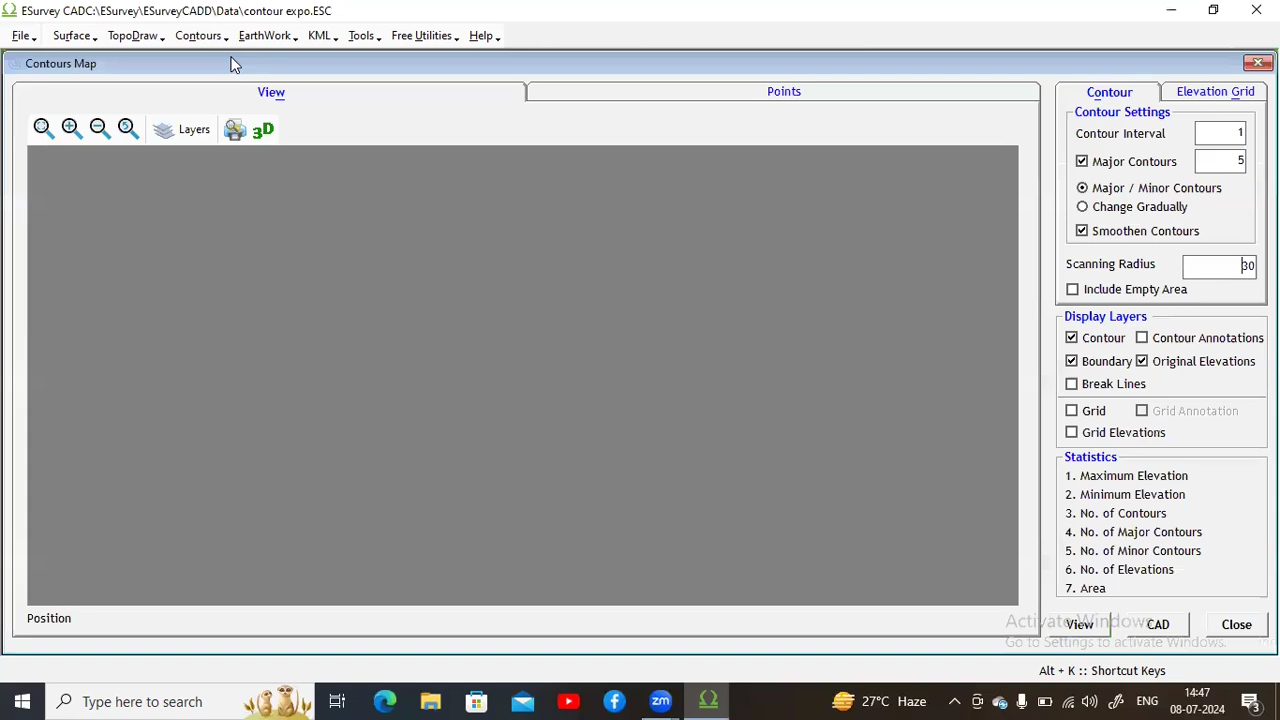 ESurvey CADC:\ESurvey\ESurveyCADD\Data\contour expo.ESC
File Surface TopoDraw Contours EarthWork KML Tools Free Utilities Help
Contours Map
View Points
Layers 3D
Contour Elevation Grid
Contour Settings
Contour Interval 1
Major Contours 5
Major / Minor Contours
Change Gradually
Smoothen Contours
Scanning Radius 30
Include Empty Area
Display Layers
Contour Contour Annotations
Boundary Original Elevations
Break Lines
Grid Grid Annotation
Grid Elevations
Statistics
1. Maximum Elevation
2. Minimum Elevation
3. No. of Contours
4. No. of Major Contours
5. No. of Minor Contours
6. No. of Elevations
7. Area
Position
View CAD Close
Activate Windows
Go to Settings to activate Windows.
Alt + K :: Shortcut Keys
Type here to search
zm
27°C Haze
ENG
14:47
08-07-2024
3